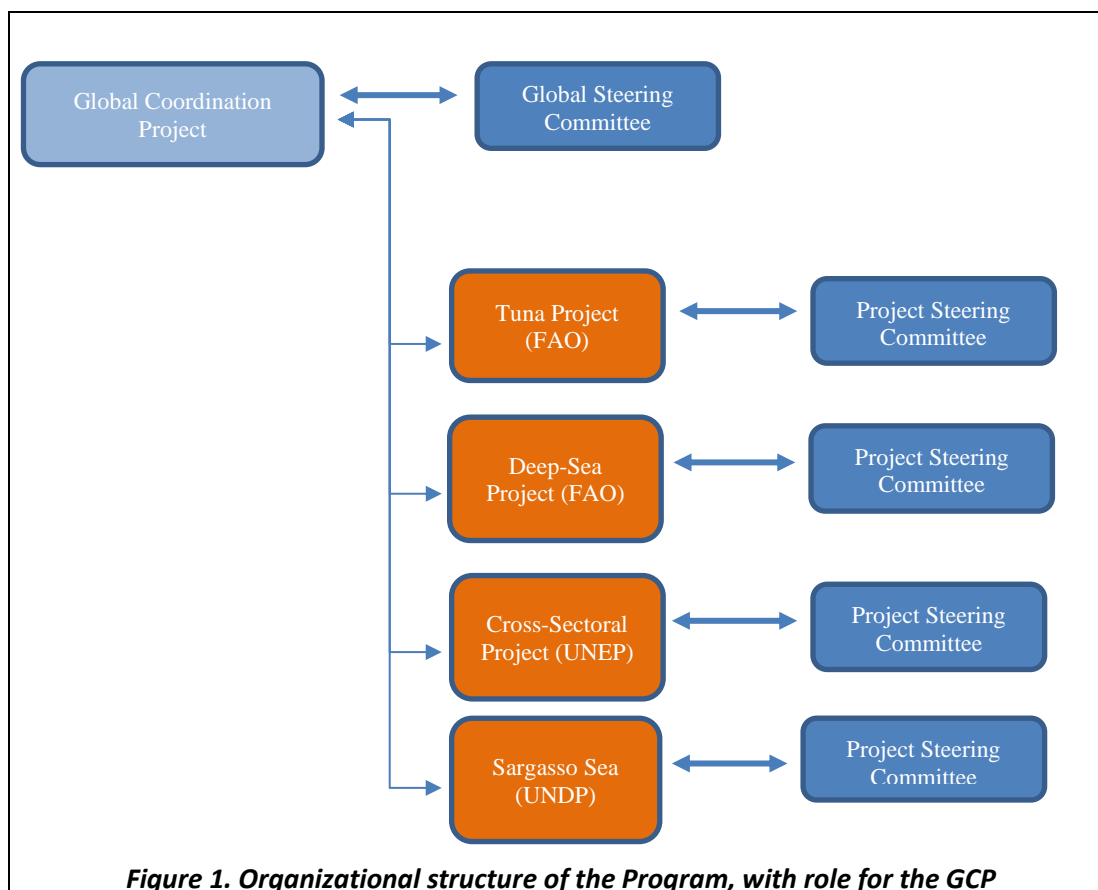 Global Coordination
Project
Global Steering
Committee
Tuna Project
(FAO)
Project Steering
Committee
Deep-Sea
Project (FAO)
Project Steering
Committee
Cross-Sectoral
Project (UNEP)
Project Steering
Committee
Sargasso Sea
(UNDP)
Project Steering
Committee
Figure 1. Organizational structure of the Program, with role for the GCP